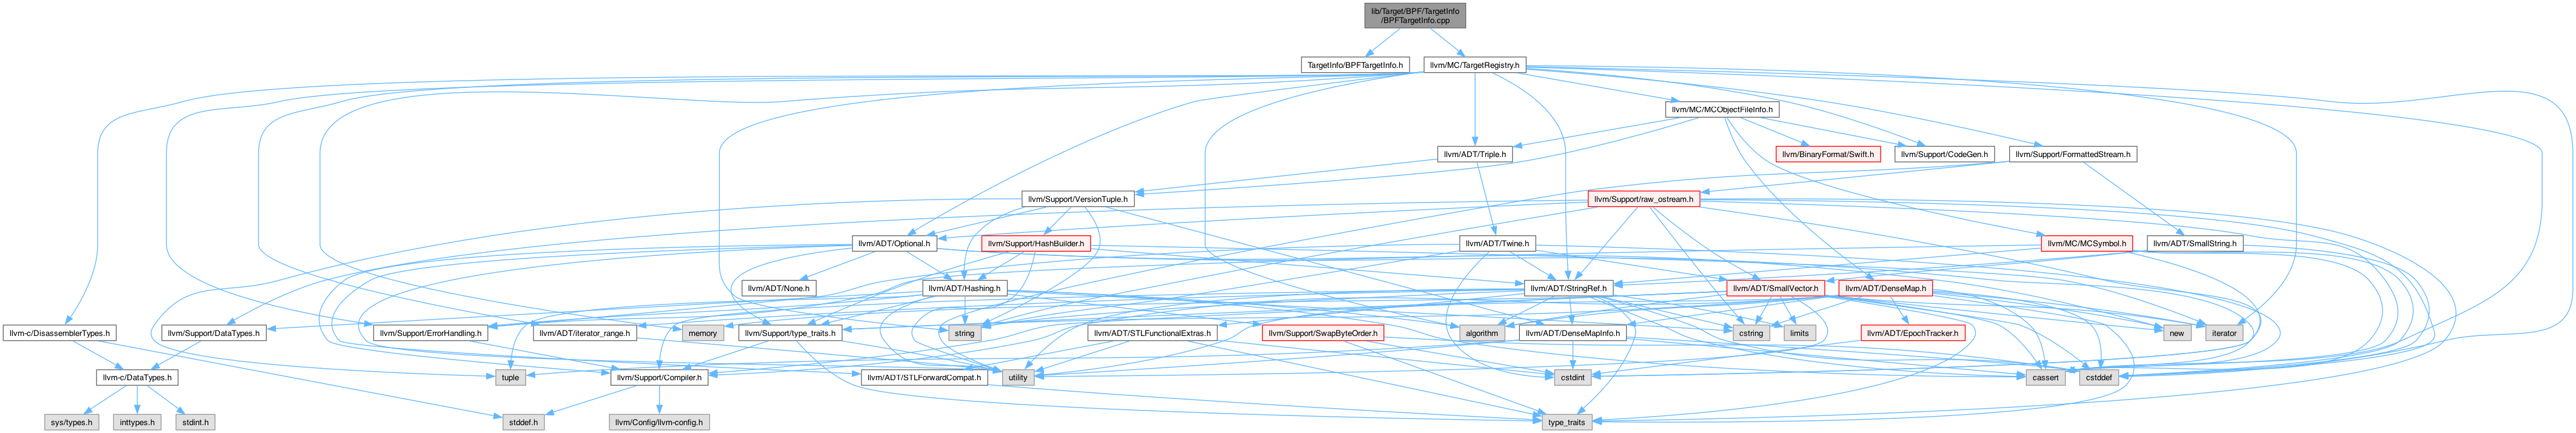 lib/Target/BPF/TargetInfo
/BPFTargetInfo.cpp
TargetInfo/BPFTargetInfo.h
llvm/MC/TargetRegistry.h
llvm/MC/MCObjectFileInfo.h
llvm/ADT/Triple.h
llvm/BinaryFormat/Swift.h
llvm/Support/CodeGen.h
llvm/Support/FormattedStream.h
llvm/Support/VersionTuple.h
llvm/Support/raw_ostream.h
llvm/ADT/Optional.h
llvm/Support/HashBuilder.h
llvm/ADT/Twine.h
llvm/MC/MCSymbol.h
llvm/ADT/SmallString.h
llvm/ADT/None.h
llvm/ADT/Hashing.h
llvm/ADT/StringRef.h
llvm/ADT/SmallVector.h
llvm/ADT/DenseMap.h
llvm-c/DisassemblerTypes.h
llvm/Support/DataTypes.h
llvm/Support/ErrorHandling.h
llvm/ADT/iterator_range.h
memory
llvm/Support/type_traits.h
string
llvm/ADT/STLFunctionalExtras.h
llvm/Support/SwapByteOrder.h
algorithm
llvm/ADT/DenseMapInfo.h
cstring
limits
llvm/ADT/EpochTracker.h
new
iterator
llvm-c/DataTypes.h
tuple
llvm/Support/Compiler.h
llvm/ADT/STLForwardCompat.h
utility
cstdint
cassert
cstddef
sys/types.h
inttypes.h
stdint.h
stddef.h
llvm/Config/llvm-config.h
type_traits